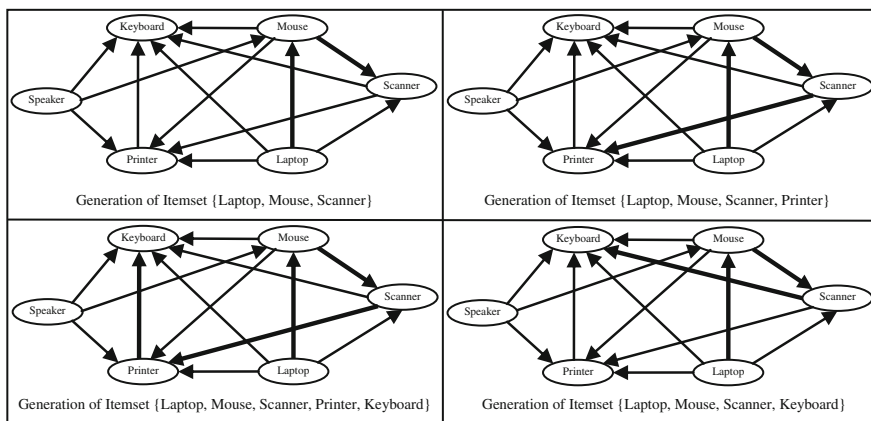 Keyboard
Mouse
Scanner
Speaker
Printer
Laptop
Generation of Itemset {Laptop, Mouse, Scanner}
Keyboard
Mouse
Scanner
Speaker
Printer
Laptop
Generation of Itemset {Laptop, Mouse, Scanner, Printer}
Keyboard
Mouse
Scanner
Speaker
Printer
Laptop
Generation of Itemset {Laptop, Mouse, Scanner, Printer, Keyboard}
Keyboard
Mouse
Scanner
Speaker
Printer
Laptop
Generation of Itemset {Laptop, Mouse, Scanner, Keyboard}